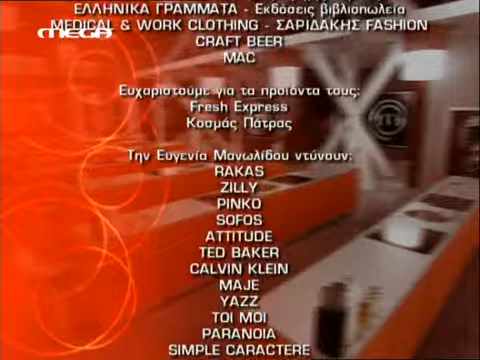 ΕΛΛΗΝΙΚΑ ΓΡΑΜΜΑΤΑ - Εκδόσεις βιβλιοπωλεία
MEGA
MEDICAL & WORK CLOTHING - ΣΑΡΙΔΑΚΗΣ FASHION
CRAFT BEER
MAC
Ευχαριστούμε για τα προϊόντα τους:
Fresh Express
Κοσμάς Πάτρας
Την Ευγενία Μανωλίδου ντύνουν:
RAKAS
ZILLY
PINKO
SOFOS
ATTITUDE
TED BAKER
CALVIN KLEIN
MAJE
YAZZ
TOI MOI
PARANOIA
SIMPLE CARACTERE